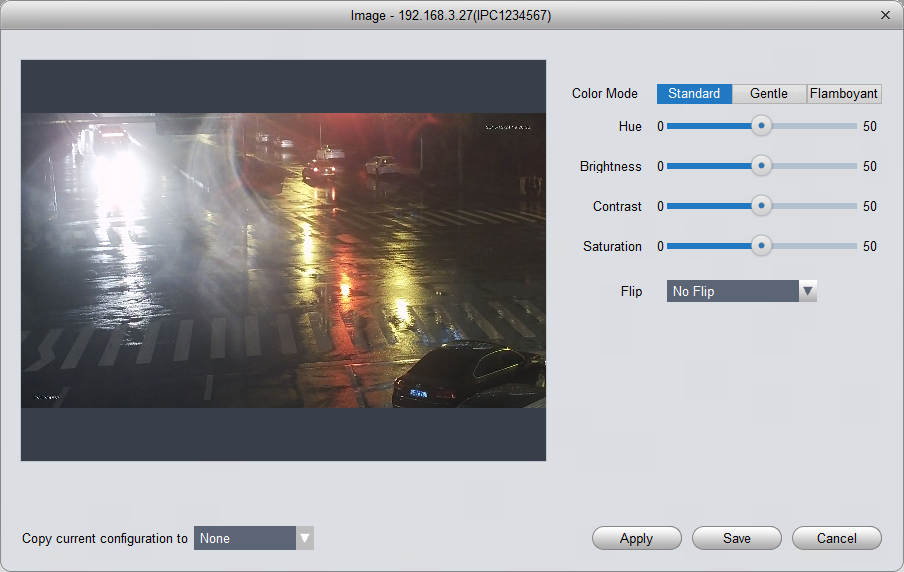 Image - 192.168.3.27(IPC1234567)
Color Mode Standard Gentle Flamboyant
Hue 0 50
Brightness 0 50
Contrast 0 50
Saturation 0 50
Flip No Flip
Copy current configuration to None
Apply Save Cancel